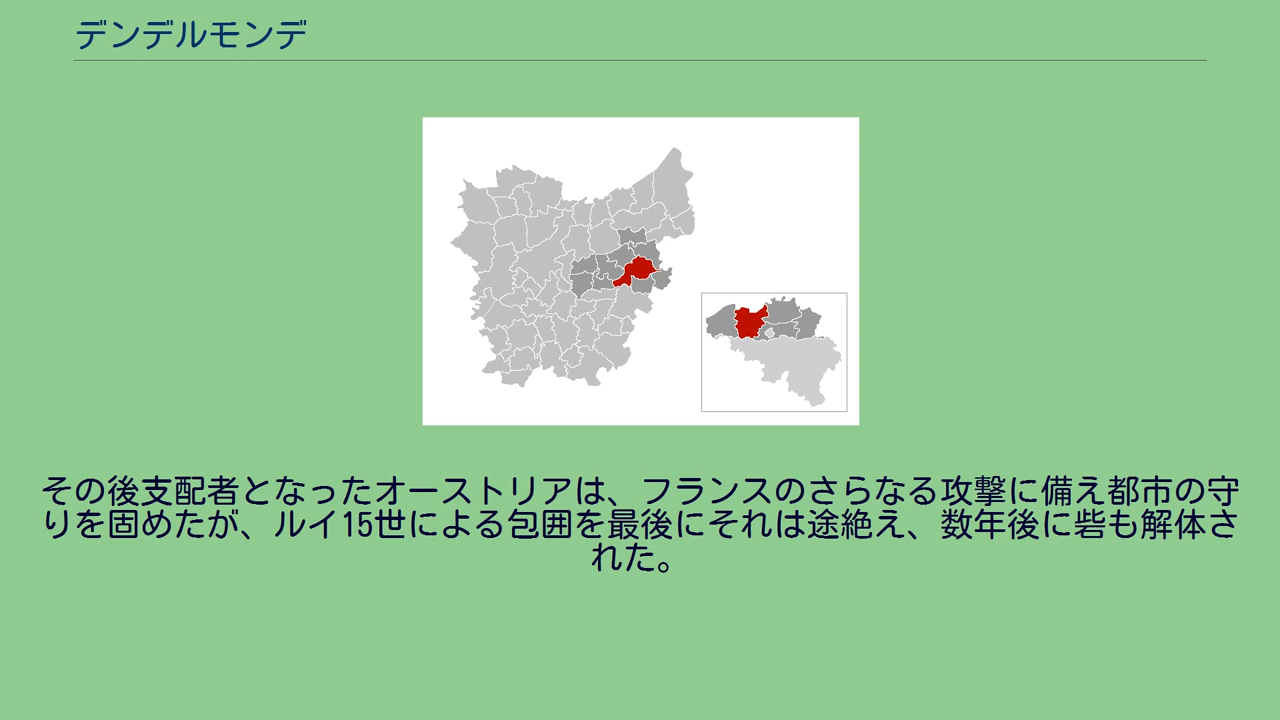 デンデルモンデ
その後支配者となったオーストリアは、フランスのさらなる攻撃に備え都市の守
りを固めたが、ルイ15世による包囲を最後にそれは途絶え、数年後に砦も解体さ
れた。